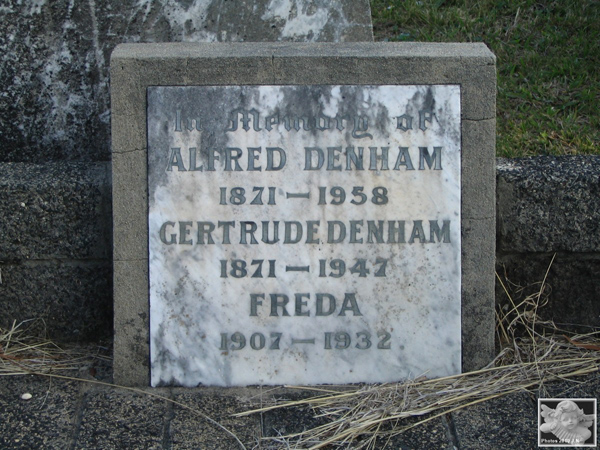 In Memory of
ALFRED DENHAM
1871 — 1958
GERTRUDE DENHAM
1871 — 1947
FREDA
1907 — 1932